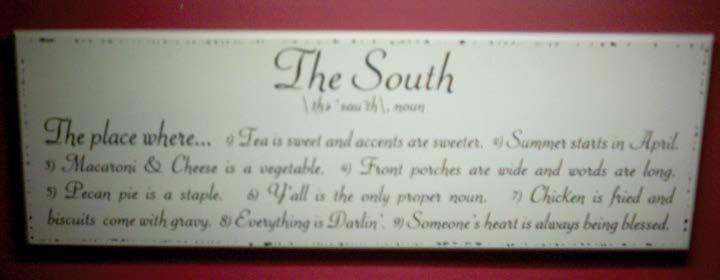 The South
\the 'south\, noun
The place where... 1) Tea is sweet and accents are sweeter. 2) Summer starts in April.
3) Macaroni & Cheese is a vegetable. 4) Front porches are wide and words are long.
5) Pecan pie is a staple. 6) Y'all is the only proper noun. 7) Chicken is fried and
biscuits come with gravy. 8) Everything is Darlin'. 9) Someone's heart is always being blessed.